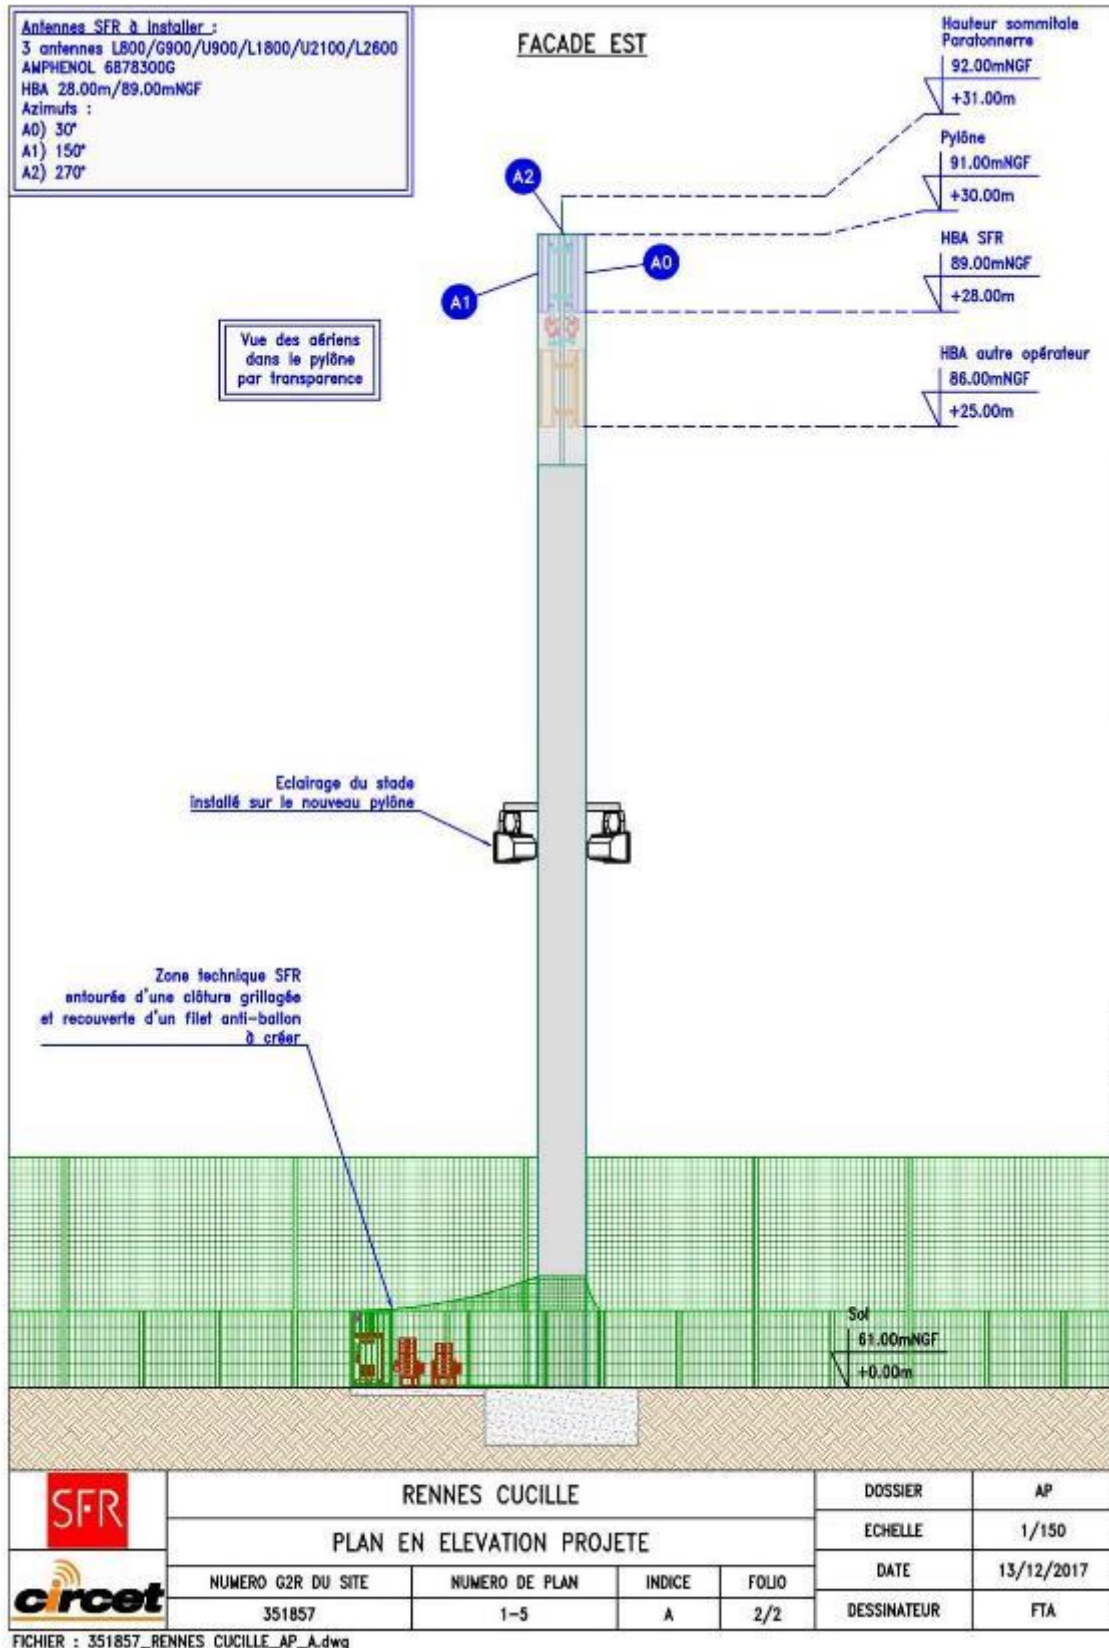 Antennes SFR à installer :
3 antennes L800/G900/U900/L1800/U2100/L2600
AMPHENOL 6878300G
HBA 28.00m/89.00mNGF
Azimuts :
A0) 30°
A1) 150°
A2) 270°
FACADE EST
Hauteur sommitale
Paratonnerre
92.00mNGF
+31.00m
Pylône
91.00mNGF
+30.00m
HBA SFR
89.00mNGF
+28.00m
HBA autre opérateur
86.00mNGF
+25.00m
A2
A0
A1
Vue des aériens
dans le pylône
par transparence
Eclairage du stade
installé sur le nouveau pylône
Zone technique SFR
entourée d'une clôture grillagée
et recouverte d'un filet anti-ballon
à créer
Sol
61.00mNGF
+0.00m
SFR
circet
RENNES CUCILLE
PLAN EN ELEVATION PROJETE
NUMERO G2R DU SITE
NUMERO DE PLAN
INDICE
FOLIO
351857
1-5
A
2/2
DOSSIER
AP
ECHELLE
1/150
DATE
13/12/2017
DESSINATEUR
FTA
FICHIER : 351857_RENNES CUCILLE_AP_A.dwg